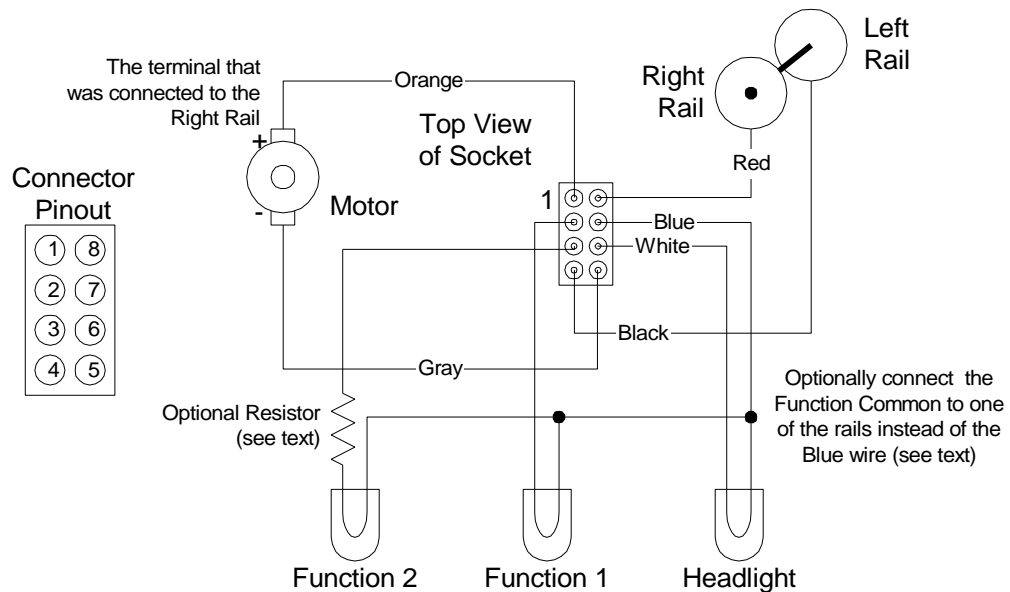 The terminal that
was connected to the
Right Rail
Orange
Left
Rail
Right
Rail
Top View
of Socket
Red
+
-
Motor
1
Blue
White
Connector
Pinout
1 8
2 7
3 6
4 5
Black
Gray
Optional Resistor
(see text)
Optionally connect the
Function Common to one
of the rails instead of the
Blue wire (see text)
Function 2
Function 1
Headlight